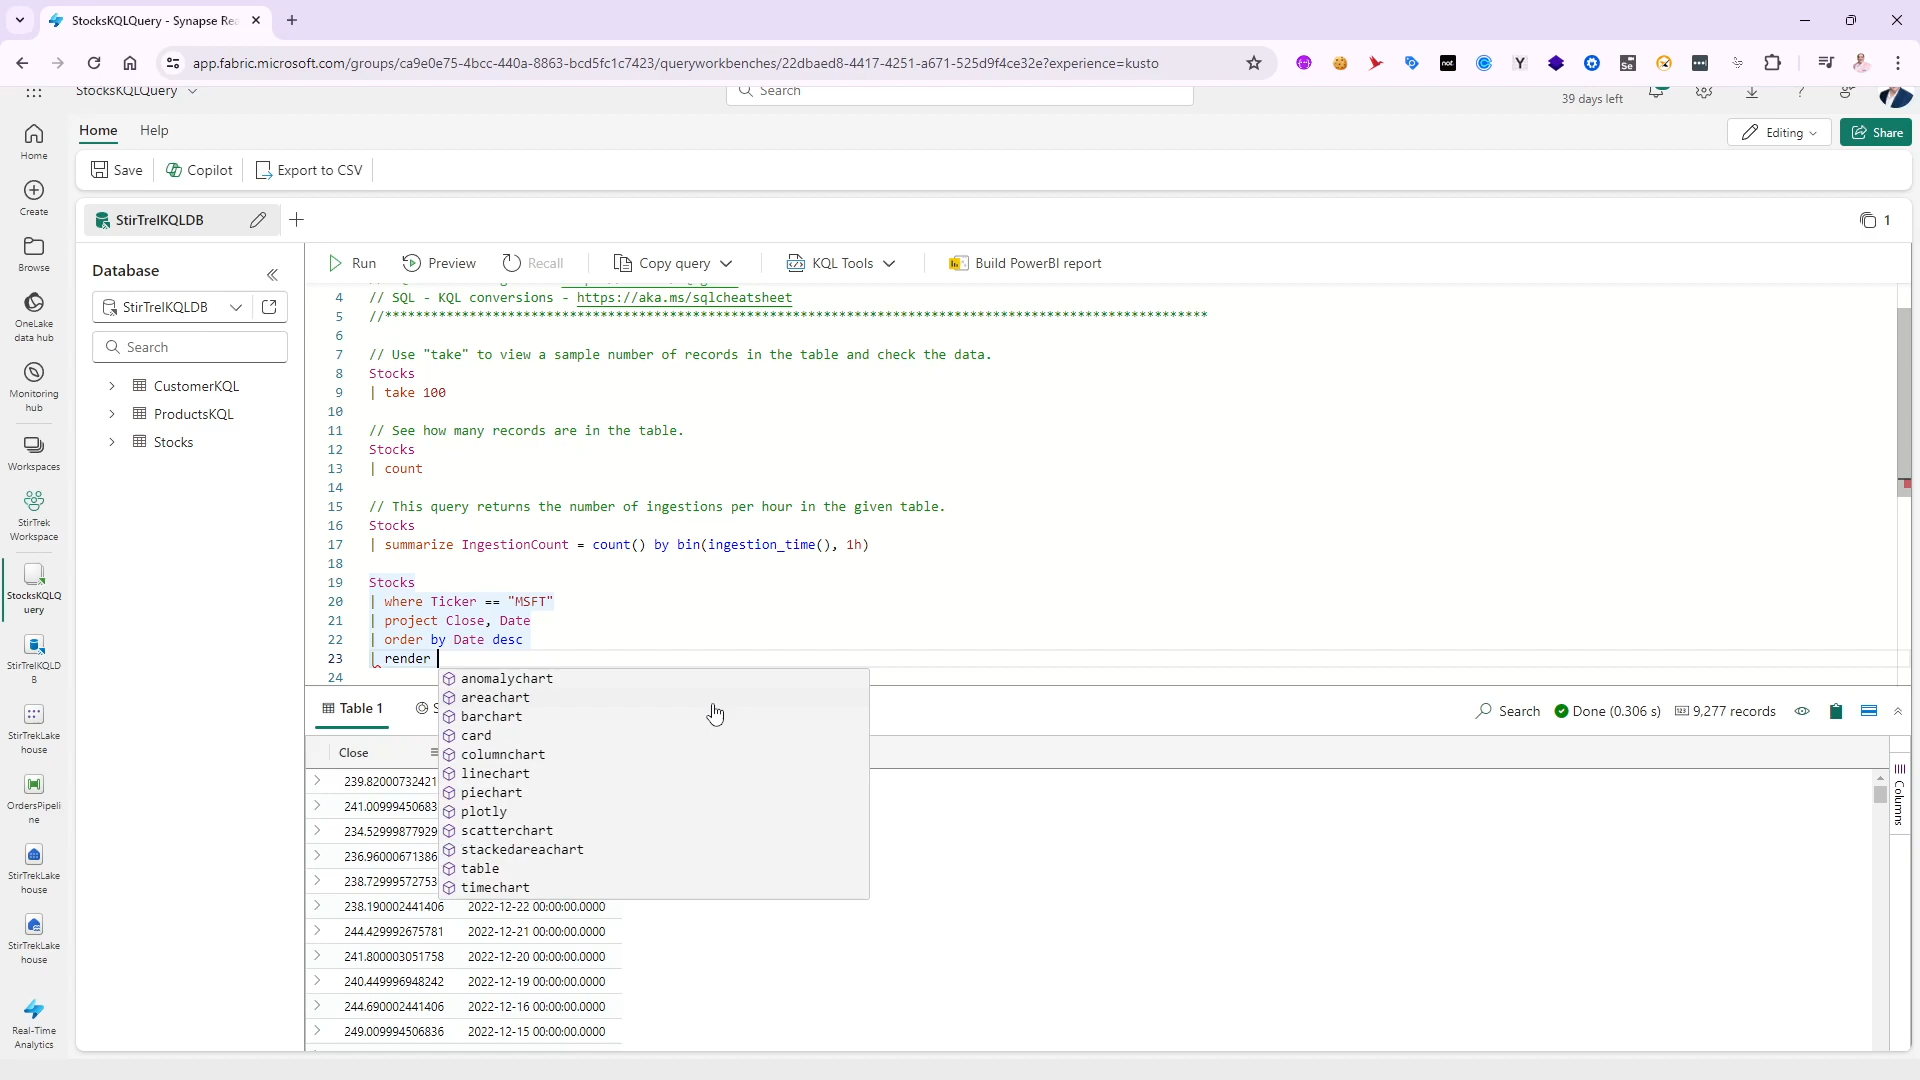 StocksKQLQuery - Synapse Rea
app.fabric.microsoft.com/groups/ca9e0e75-4bcc-440a-8863-bcd5fc1c7423/queryworkbenches/22dbaed8-4417-4251-a671-525d9f4ce32e?experience=kusto
StocksKQLQuery
Search
39 days left
Home
Help
Editing
Share
Save
Copilot
Export to CSV
StirTrelKQLDB
1
Home
Create
Browse
OneLake
data hub
Monitoring
hub
Workspaces
StirTrek
Workspace
StocksKQLQ
uery
StirTrelKQLD
B
StirTrekLake
house
OrdersPipeli
ne
StirTrekLake
house
StirTrekLake
house
Real-Time
Analytics
Database
StirTrelKQLDB
Search
CustomerKQL
ProductsKQL
Stocks
Run
Preview
Recall
Copy query
KQL Tools
Build PowerBI report
4 // SQL - KQL conversions - https://aka.ms/sqlcheatsheet
5 //***********************************************************************************************************
6
7 // Use "take" to view a sample number of records in the table and check the data.
8 Stocks
9 | take 100
10
11 // See how many records are in the table.
12 Stocks
13 | count
14
15 // This query returns the number of ingestions per hour in the given table.
16 Stocks
17 | summarize IngestionCount = count() by bin(ingestion_time(), 1h)
18
19 Stocks
20 | where Ticker == "MSFT"
21 | project Close, Date
22 | order by Date desc
23 | render
24
anomalychart
areachart
barchart
card
columnchart
linechart
piechart
plotly
scatterchart
stackedareachart
table
timechart
Table 1
Search
Done (0.306 s)
9,277 records
Close
239.82000732421
241.00999450683
234.52999877929
236.96000671386
238.72999572753
238.190002441406 2022-12-22 00:00:00.0000
244.429992675781 2022-12-21 00:00:00.0000
241.800003051758 2022-12-20 00:00:00.0000
240.449996948242 2022-12-19 00:00:00.0000
244.690002441406 2022-12-16 00:00:00.0000
249.009994506836 2022-12-15 00:00:00.0000
Columns